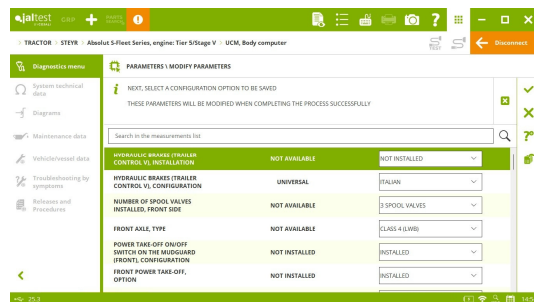 jaltest GRP
PARTS
Disconnect
TRACTOR > STEYR > Absolut S-Fleet Series, engine: Tier 5/Stage V > UCM, Body computer
TEST
Diagnostics menu
System technical
data
Diagrams
Maintenance data
Vehicle/vessel data
Troubleshooting by
symptoms
Releases and
Procedures
PARAMETERS \ MODIFY PARAMETERS
NEXT, SELECT A CONFIGURATION OPTION TO BE SAVED
THESE PARAMETERS WILL BE MODIFIED WHEN COMPLETING THE PROCESS SUCCESSFULLY
Search in the measurements list
HYDRAULIC BRAKES (TRAILER
CONTROL V), INSTALLATION NOT AVAILABLE NOT INSTALLED
HYDRAULIC BRAKES (TRAILER
CONTROL V), CONFIGURATION UNIVERSAL ITALIAN
NUMBER OF SPOOL VALVES
INSTALLED, FRONT SIDE NOT AVAILABLE 3 SPOOL VALVES
FRONT AXLE, TYPE NOT AVAILABLE CLASS 4 (LWB)
POWER TAKE-OFF ON/OFF
SWITCH ON THE MUDGUARD
(FRONT), CONFIGURATION NOT INSTALLED INSTALLED
FRONT POWER TAKE-OFF,
OPTION NOT INSTALLED INSTALLED
25.3